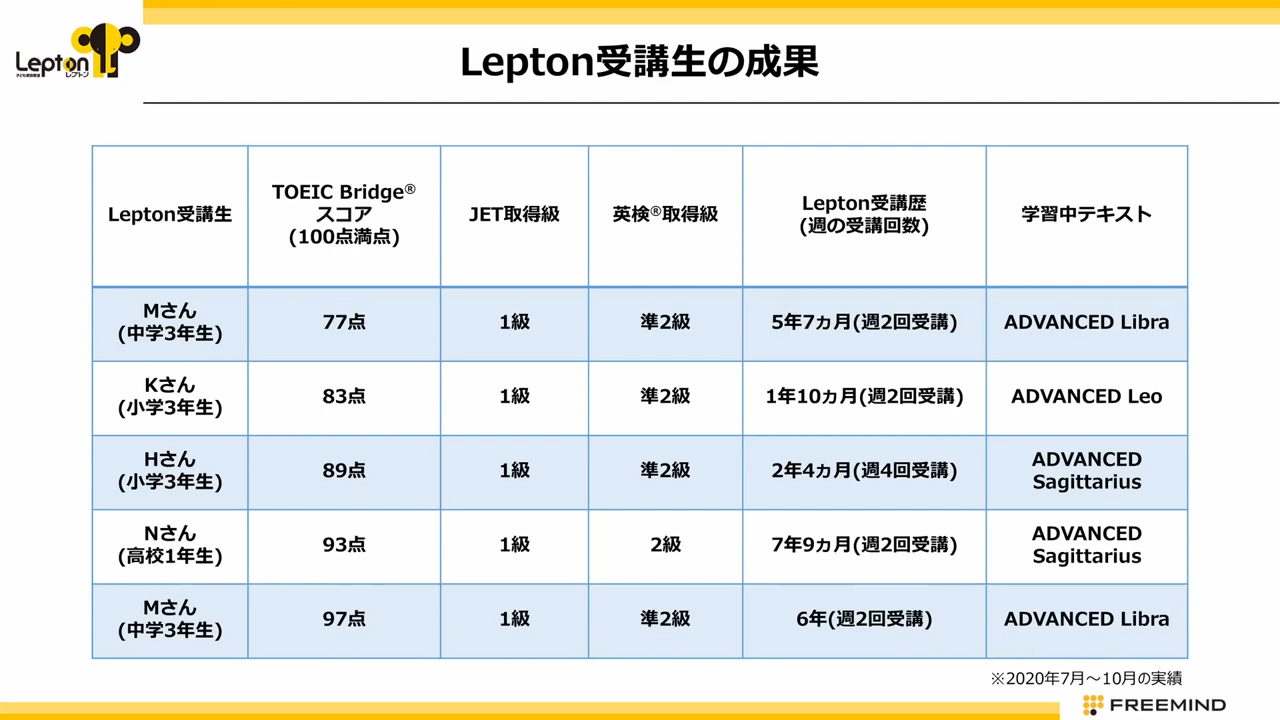 Lepton
子ども英語教室
レプトン
Lepton受講生の成果
Lepton受講生
TOEIC Bridge®
スコア
(100点満点)
JET取得級
英検®取得級
Lepton受講歴
(週の受講回数)
学習中テキスト
Mさん
(中学3年生)
77点
1級
準2級
5年7ヵ月(週2回受講)
ADVANCED Libra
Kさん
(小学3年生)
83点
1級
準2級
1年10ヵ月(週2回受講)
ADVANCED Leo
Hさん
(小学3年生)
89点
1級
準2級
2年4ヵ月(週4回受講)
ADVANCED
Sagittarius
Nさん
(高校1年生)
93点
1級
2級
7年9ヵ月(週2回受講)
ADVANCED
Sagittarius
Mさん
(中学3年生)
97点
1級
準2級
6年(週2回受講)
ADVANCED Libra
※2020年7月～10月の実績
FREEMIND